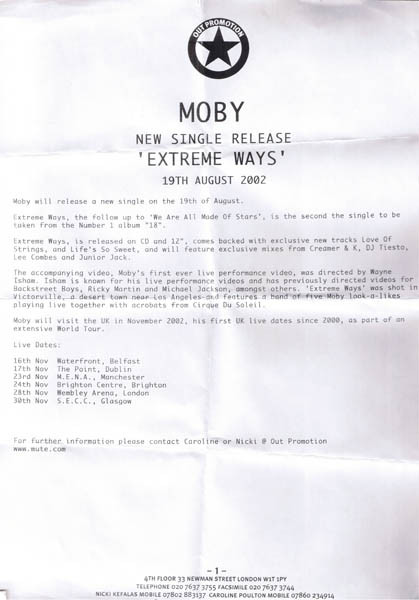 OUT PROMOTION
MOBY
NEW SINGLE RELEASE
'EXTREME WAYS'
19TH AUGUST 2002
Moby will release a new single on the 19th of August.
Extreme Ways, the follow up to 'We Are All Made Of Stars', is the second the single to be
taken from the Number 1 album "18".
Extreme Ways, is released on CD and 12", comes backed with exclusive new tracks Love Of
Strings, and Life's So Sweet, and will feature exclusive mixes from Creamer & K, DJ Tiesto,
Lee Combes and Junior Jack.
The accompanying video, Moby's first ever live performance video, was directed by Wayne
Isham. Isham is known for his live performance videos and has previously directed videos for
Backstreet Boys, Ricky Martin and Michael Jackson, amongst others. 'Extreme Ways' was shot in
Victorville, a desert town near Los Angeles and features a band of five Moby look-a-likes
playing live together with acrobats from Cirque Du Soleil.
Moby will visit the UK in November 2002, his first UK live dates since 2000, as part of an
extensive World Tour.
Live Dates:
16th Nov Waterfront, Belfast
17th Nov The Point, Dublin
23rd Nov M.E.N.A., Manchester
24th Nov Brighton Centre, Brighton
28th Nov Wembley Arena, London
30th Nov S.E.C.C., Glasgow
For further information please contact Caroline or Nicki @ Out Promotion
www.mute.com
– 1 –
4TH FLOOR 33 NEWMAN STREET LONDON W1T 1PY
TELEPHONE 020 7637 3755 FACSIMILE 020 7637 3744
NICKI KEFALAS MOBILE 07802 883137 CAROLINE POULTON MOBILE 07860 234914